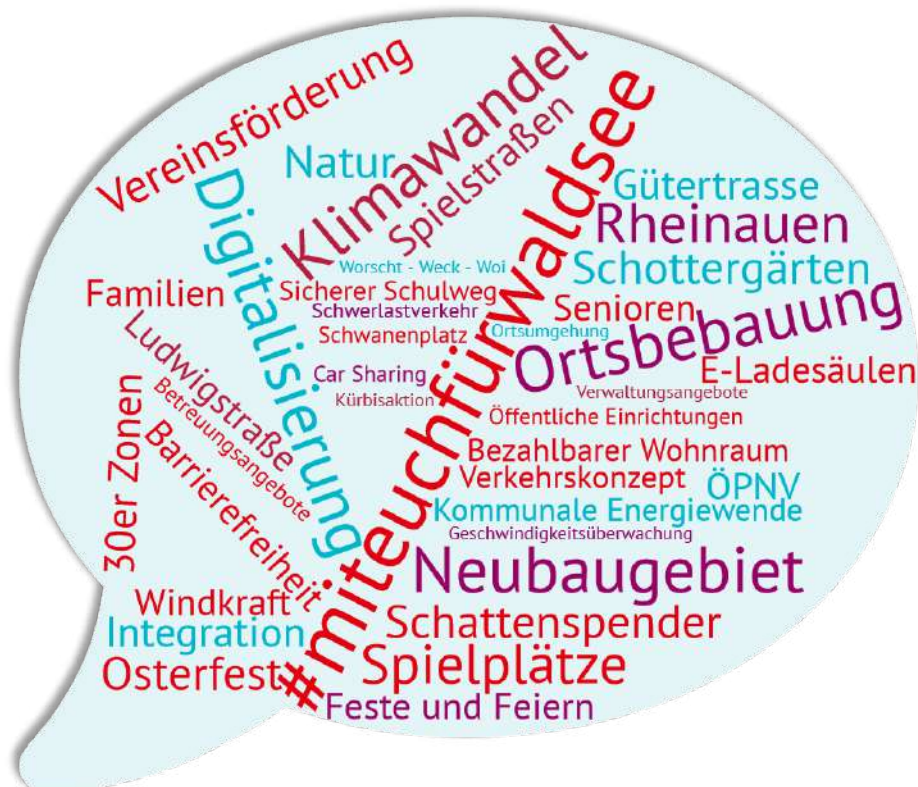 Vereinsförderung
Klimawandel
Natur
Spielstraßen
Digitalisierung
#miteuchfürwaldsee
Gütertrasse
Rheinauen
Schottergärten
Worscht - Weck - Woi
Familien
Sicherer Schulweg
Senioren
Schwerlastverkehr
Ortsbebauung
Schwanenplatz
Ortsumgehung
Ludwigstraße
Car Sharing
E-Ladesäulen
Kürbisaktion
Verwaltungsangebote
Betreuungsangebote
Öffentliche Einrichtungen
30er Zonen
Barrierefreiheit
Bezahlbarer Wohnraum
Verkehrskonzept
ÖPNV
Kommunale Energiewende
Geschwindigkeitsüberwachung
Neubaugebiet
Windkraft
Schattenspender
Integration
Spielplätze
Osterfest
Feste und Feiern